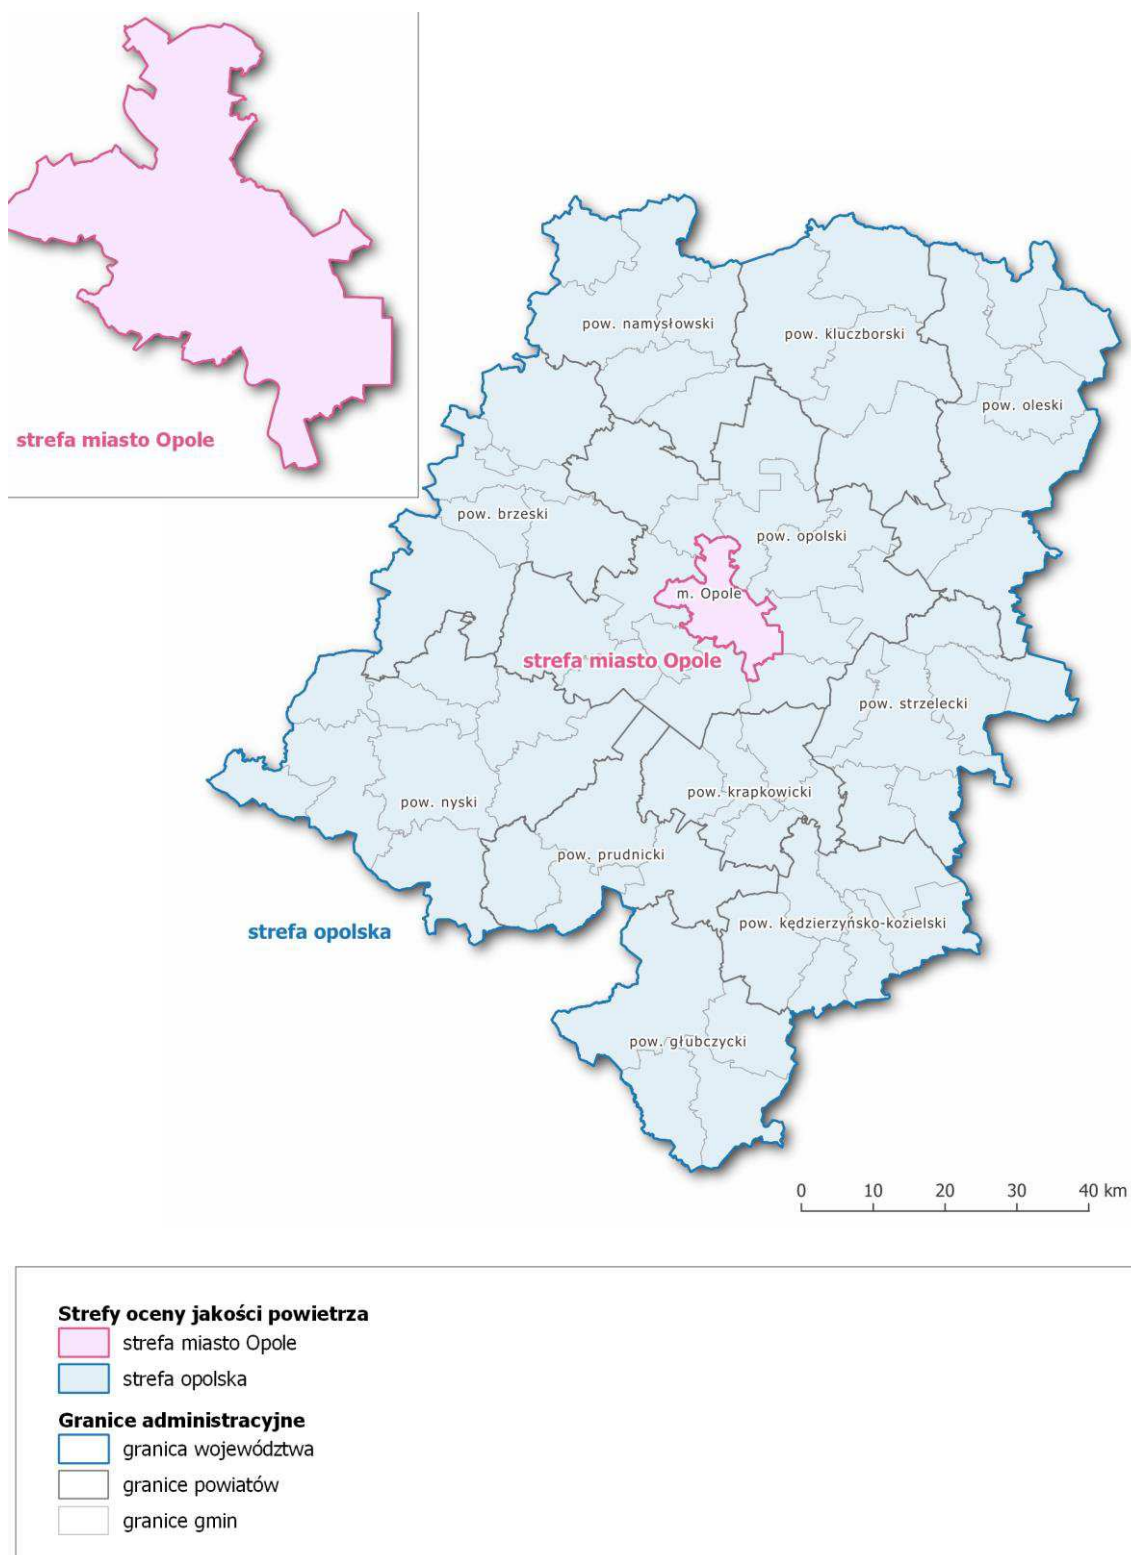 strefa miasto Opole
pow. namysłowski
pow. kluczborski
pow. oleski
pow. brzeski
pow. opolski
m. Opole
strefa miasto Opole
pow. strzelecki
pow. nyski
pow. krapkowicki
pow. prudnicki
strefa opolska
pow. kędzierzyńsko-kozielski
pow. głubczycki
0 10 20 30 40 km
Strefy oceny jakości powietrza
strefa miasto Opole
strefa opolska
Granice administracyjne
granica województwa
granice powiatów
granice gmin